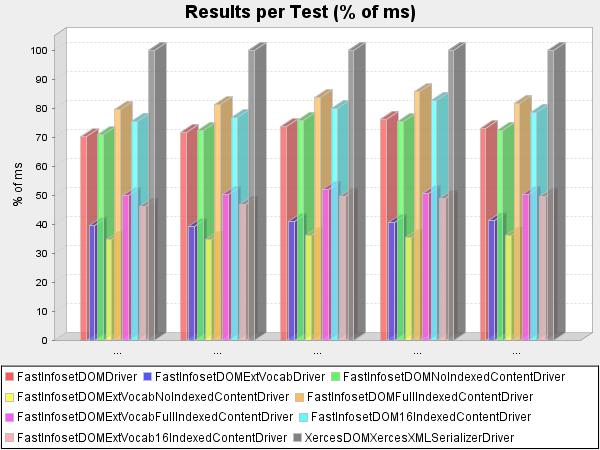 Results per Test (% of ms)
% of ms
100
90
80
70
60
50
40
30
20
10
0
... ... ... ... ...
FastInfosetDOMDriver FastInfosetDOMExtVocabDriver FastInfosetDOMNoIndexedContentDriver
FastInfosetDOMExtVocabNoIndexedContentDriver FastInfosetDOMFullIndexedContentDriver
FastInfosetDOMExtVocabFullIndexedContentDriver FastInfosetDOM16IndexedContentDriver
FastInfosetDOMExtVocab16IndexedContentDriver XercesDOMXercesXMLSerializerDriver